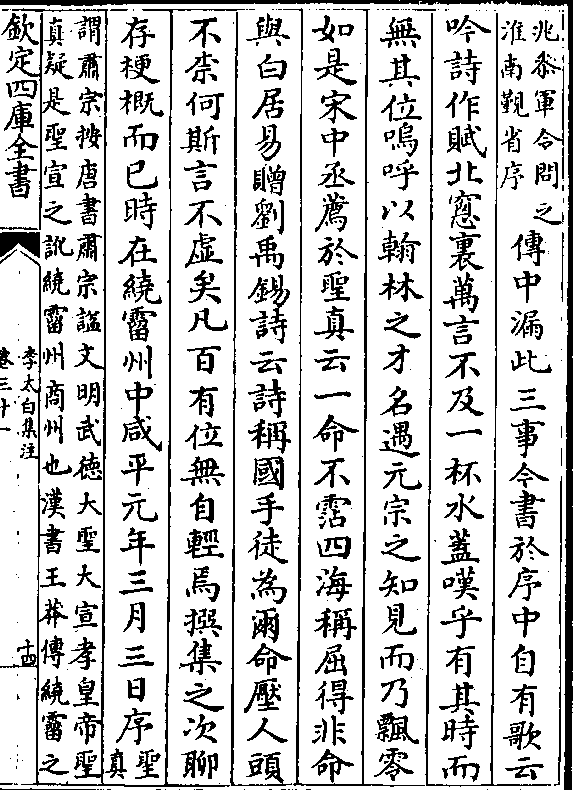 兆叅軍令問之
淮南覲省序
傳中漏此三事今書於序中白有歌云
吟詩作賦北窻裏萬言不及一杯水蓋嘆乎有其時而
無其位嗚呼以翰林之才名遇元宗之知見而乃飄零
如是宋中丞薦於聖真云一命不霑四海稱屈得非命
與白居易贈劉禹錫詩云詩稱國手徒為爾命壓人頭
不柰何斯言不虛矣凡百有位無自輕焉撰集之次聊
存梗概而已時在繞霤州中咸平元年三月三日序
聖
真
謂肅宗按唐書肅宗謚文明武德大聖大宣孝皇帝聖
真疑是聖宣之訛繞霤州商州也漢書王莽傳繞霤之
欽定四庫全書
李太白集注
卷三十一
十四